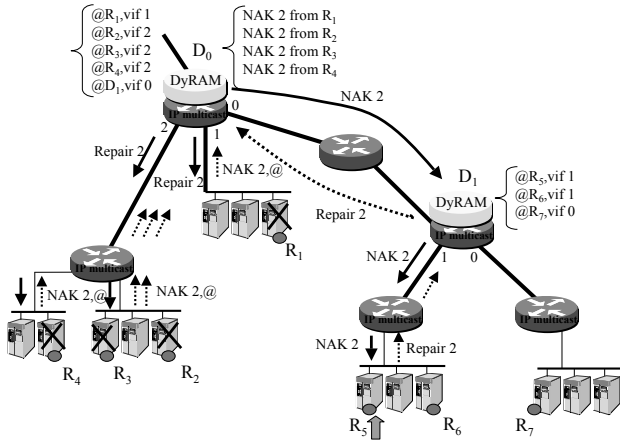 @R1,vif 1
@R2,vif 2
@R3,vif 2
@R4,vif 2
@D1,vif 0
D0
NAK 2 from R1
NAK 2 from R2
NAK 2 from R3
NAK 2 from R4
DyRAM
IP multicast
0
1
2
NAK 2
Repair 2
Repair 2
NAK 2,@
R1
Repair 2
D1
DyRAM
IP multicast
1
0
@R5,vif 1
@R6,vif 1
@R7,vif 0
NAK 2
IP multicast
NAK 2,@
NAK 2,@
R4
R3
R2
IP multicast
IP multicast
NAK 2
Repair 2
R5
R6
R7